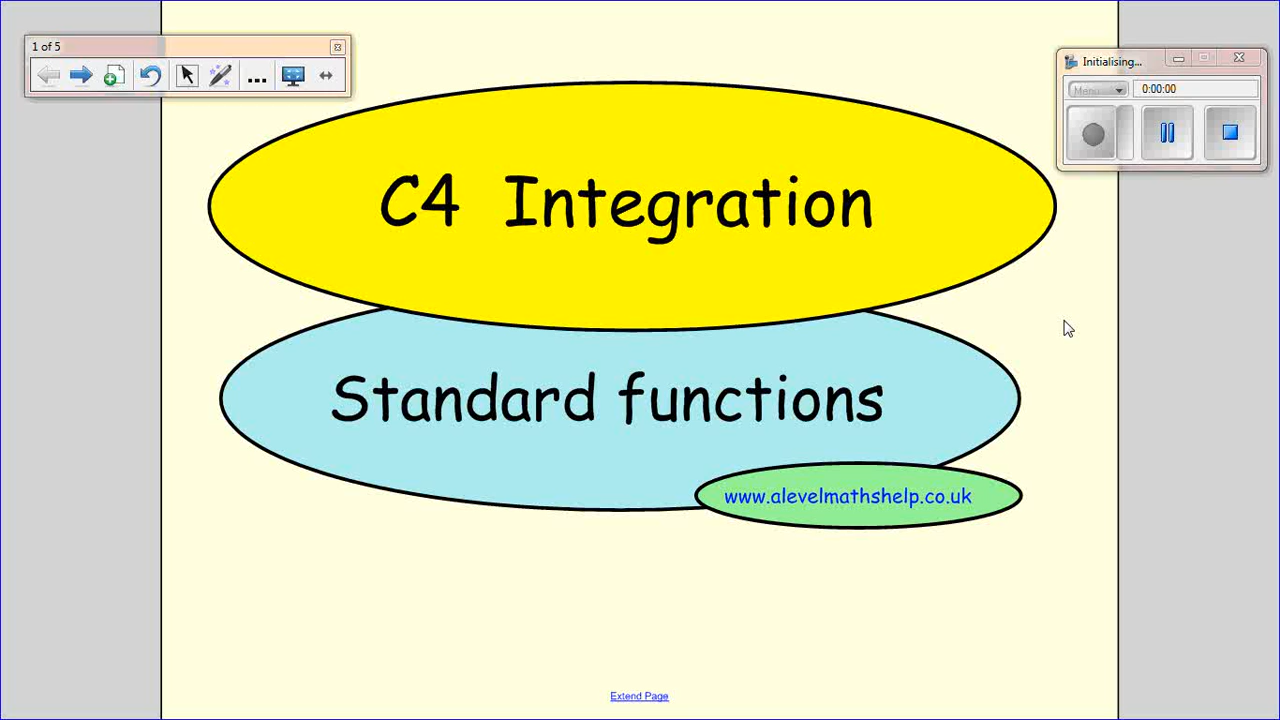 1 of 5
Initialising...
Menu
0:00:00
C4 Integration
Standard functions
www.alevelmathshelp.co.uk
Extend Page